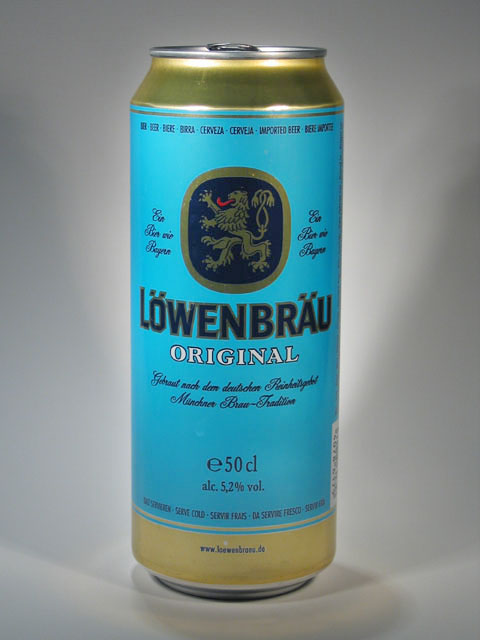 BIER · BEER · BIERE · BIRRA · CERVEZA · CERVEJA · IMPORTED BEER · BIERE IMPORTEE
Ein
Bier wie
Bayern
Ein
Bier wie
Bayern
LÖWENBRÄU
ORIGINAL
Gebraut nach dem deutschen Reinheitsgebot
Münchner Brau-Tradition
℮ 50 cl
alc. 5,2% vol.
SERVIEREN · SERVE COLD · SERVIR FRAIS · DA SERVIRE FRESCO ·
www.loewenbraeu.de